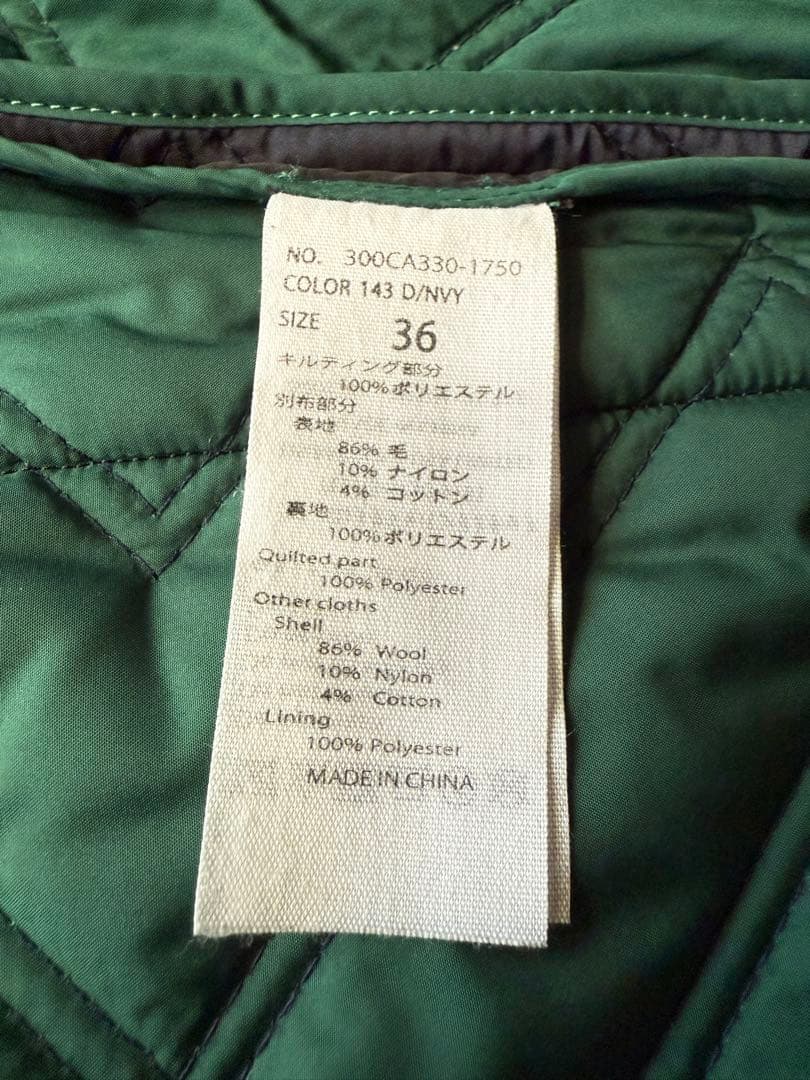 NO. 300CA330-1750
COLOR 143 D/NVY
SIZE 36
キルティング部分
100%ポリエステル
別布部分
表地
86% 毛
10% ナイロン
4% コットン
裏地
100%ポリエステル
Quilted part
100% Polyester
Other cloths
Shell
86% Wool
10% Nylon
4% Cotton
Lining
100% Polyester
MADE IN CHINA